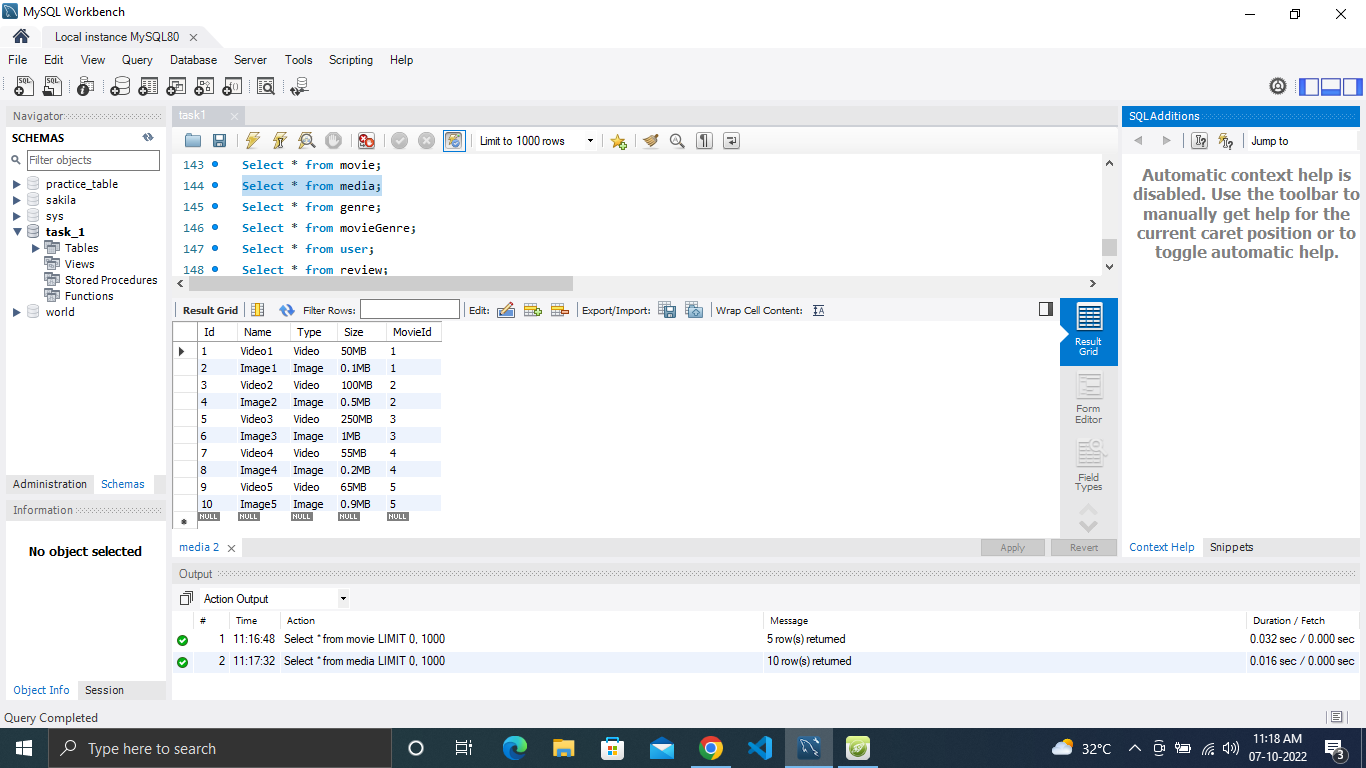 MySQL Workbench
Local instance MySQL80
File Edit View Query Database Server Tools Scripting Help
Navigator
SCHEMAS
Filter objects
practice_table
sakila
sys
task_1
Tables
Views
Stored Procedures
Functions
world
Administration Schemas
Information
No object selected
Object Info Session
task1
Limit to 1000 rows
143 Select * from movie;
144 Select * from media;
145 Select * from genre;
146 Select * from movieGenre;
147 Select * from user;
148 Select * from review;
Result Grid Filter Rows: Edit: Export/Import: Wrap Cell Content:
Id Name Type Size MovieId
1 Video1 Video 50MB 1
2 Image1 Image 0.1MB 1
3 Video2 Video 100MB 2
4 Image2 Image 0.5MB 2
5 Video3 Video 250MB 3
6 Image3 Image 1MB 3
7 Video4 Video 55MB 4
8 Image4 Image 0.2MB 4
9 Video5 Video 65MB 5
10 Image5 Image 0.9MB 5
NULL NULL NULL NULL NULL
Result
Grid
Form
Editor
Field
Types
media 2
Apply Revert
SQLAdditions
Jump to
Automatic context help is
disabled. Use the toolbar to
manually get help for the
current caret position or to
toggle automatic help.
Context Help Snippets
Output
Action Output
# Time Action Message Duration / Fetch
1 11:16:48 Select * from movie LIMIT 0, 1000 5 row(s) returned 0.032 sec / 0.000 sec
2 11:17:32 Select * from media LIMIT 0, 1000 10 row(s) returned 0.016 sec / 0.000 sec
Query Completed
Type here to search
32°C
11:18 AM
07-10-2022
3